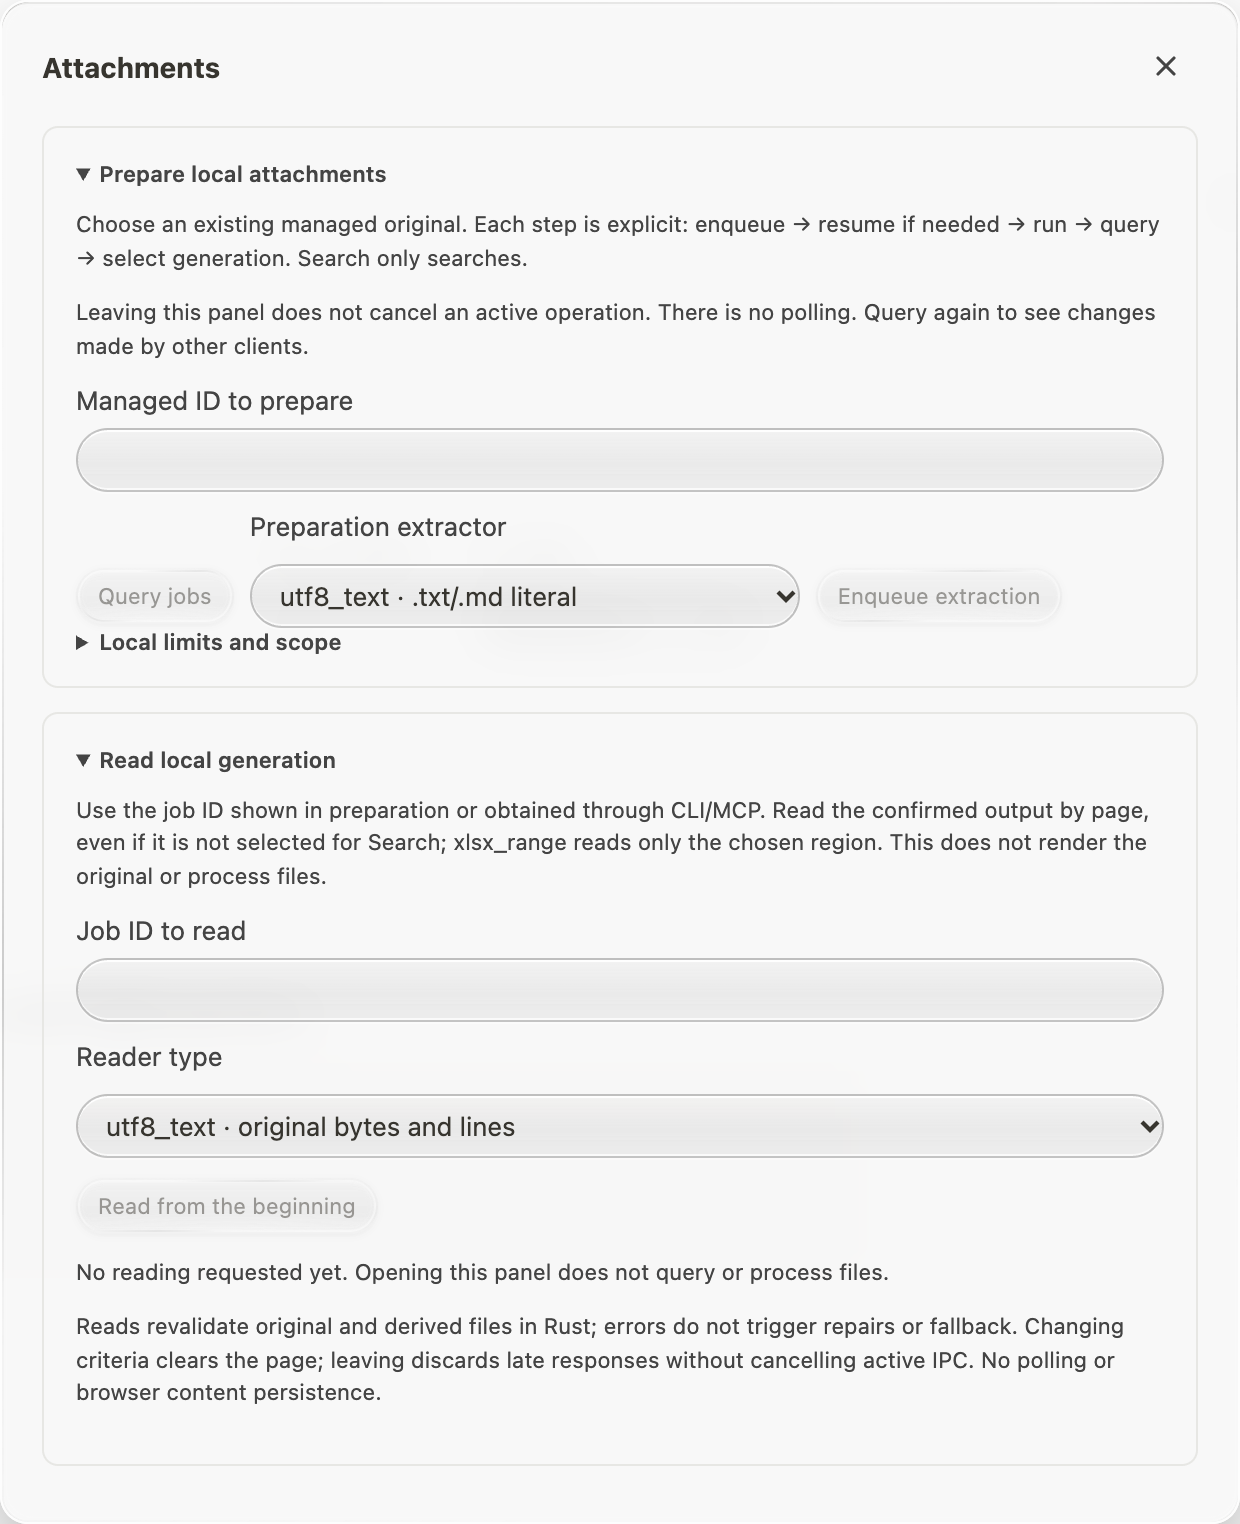 Attachments
▼ Prepare local attachments
Choose an existing managed original. Each step is explicit: enqueue → resume if needed → run → query
→ select generation. Search only searches.
Leaving this panel does not cancel an active operation. There is no polling. Query again to see changes
made by other clients.
Managed ID to prepare
Preparation extractor
Query jobs
utf8_text · .txt/.md literal
Enqueue extraction
▶ Local limits and scope
▼ Read local generation
Use the job ID shown in preparation or obtained through CLI/MCP. Read the confirmed output by page,
even if it is not selected for Search; xlsx_range reads only the chosen region. This does not render the
original or process files.
Job ID to read
Reader type
utf8_text · original bytes and lines
Read from the beginning
No reading requested yet. Opening this panel does not query or process files.
Reads revalidate original and derived files in Rust; errors do not trigger repairs or fallback. Changing
criteria clears the page; leaving discards late responses without cancelling active IPC. No polling or
browser content persistence.